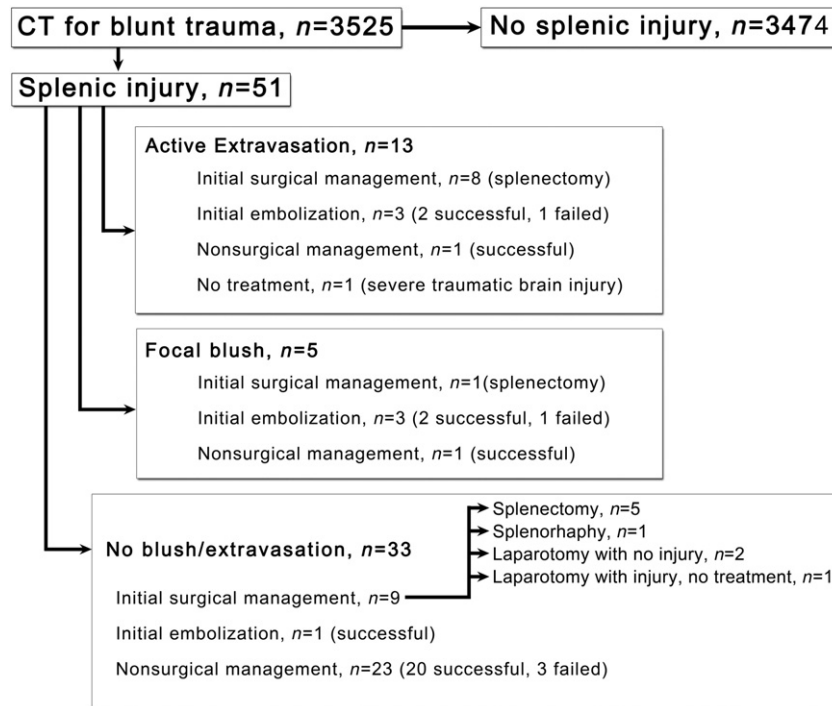 CT for blunt trauma, n=3525
No splenic injury, n=3474
Splenic injury, n=51
Active Extravasation, n=13
Initial surgical management, n=8 (splenectomy)
Initial embolization, n=3 (2 successful, 1 failed)
Nonsurgical management, n=1 (successful)
No treatment, n=1 (severe traumatic brain injury)
Focal blush, n=5
Initial surgical management, n=1(splenectomy)
Initial embolization, n=3 (2 successful, 1 failed)
Nonsurgical management, n=1 (successful)
No blush/extravasation, n=33
Splenectomy, n=5
Splenorhaphy, n=1
Laparotomy with no injury, n=2
Laparotomy with injury, no treatment, n=1
Initial surgical management, n=9
Initial embolization, n=1 (successful)
Nonsurgical management, n=23 (20 successful, 3 failed)